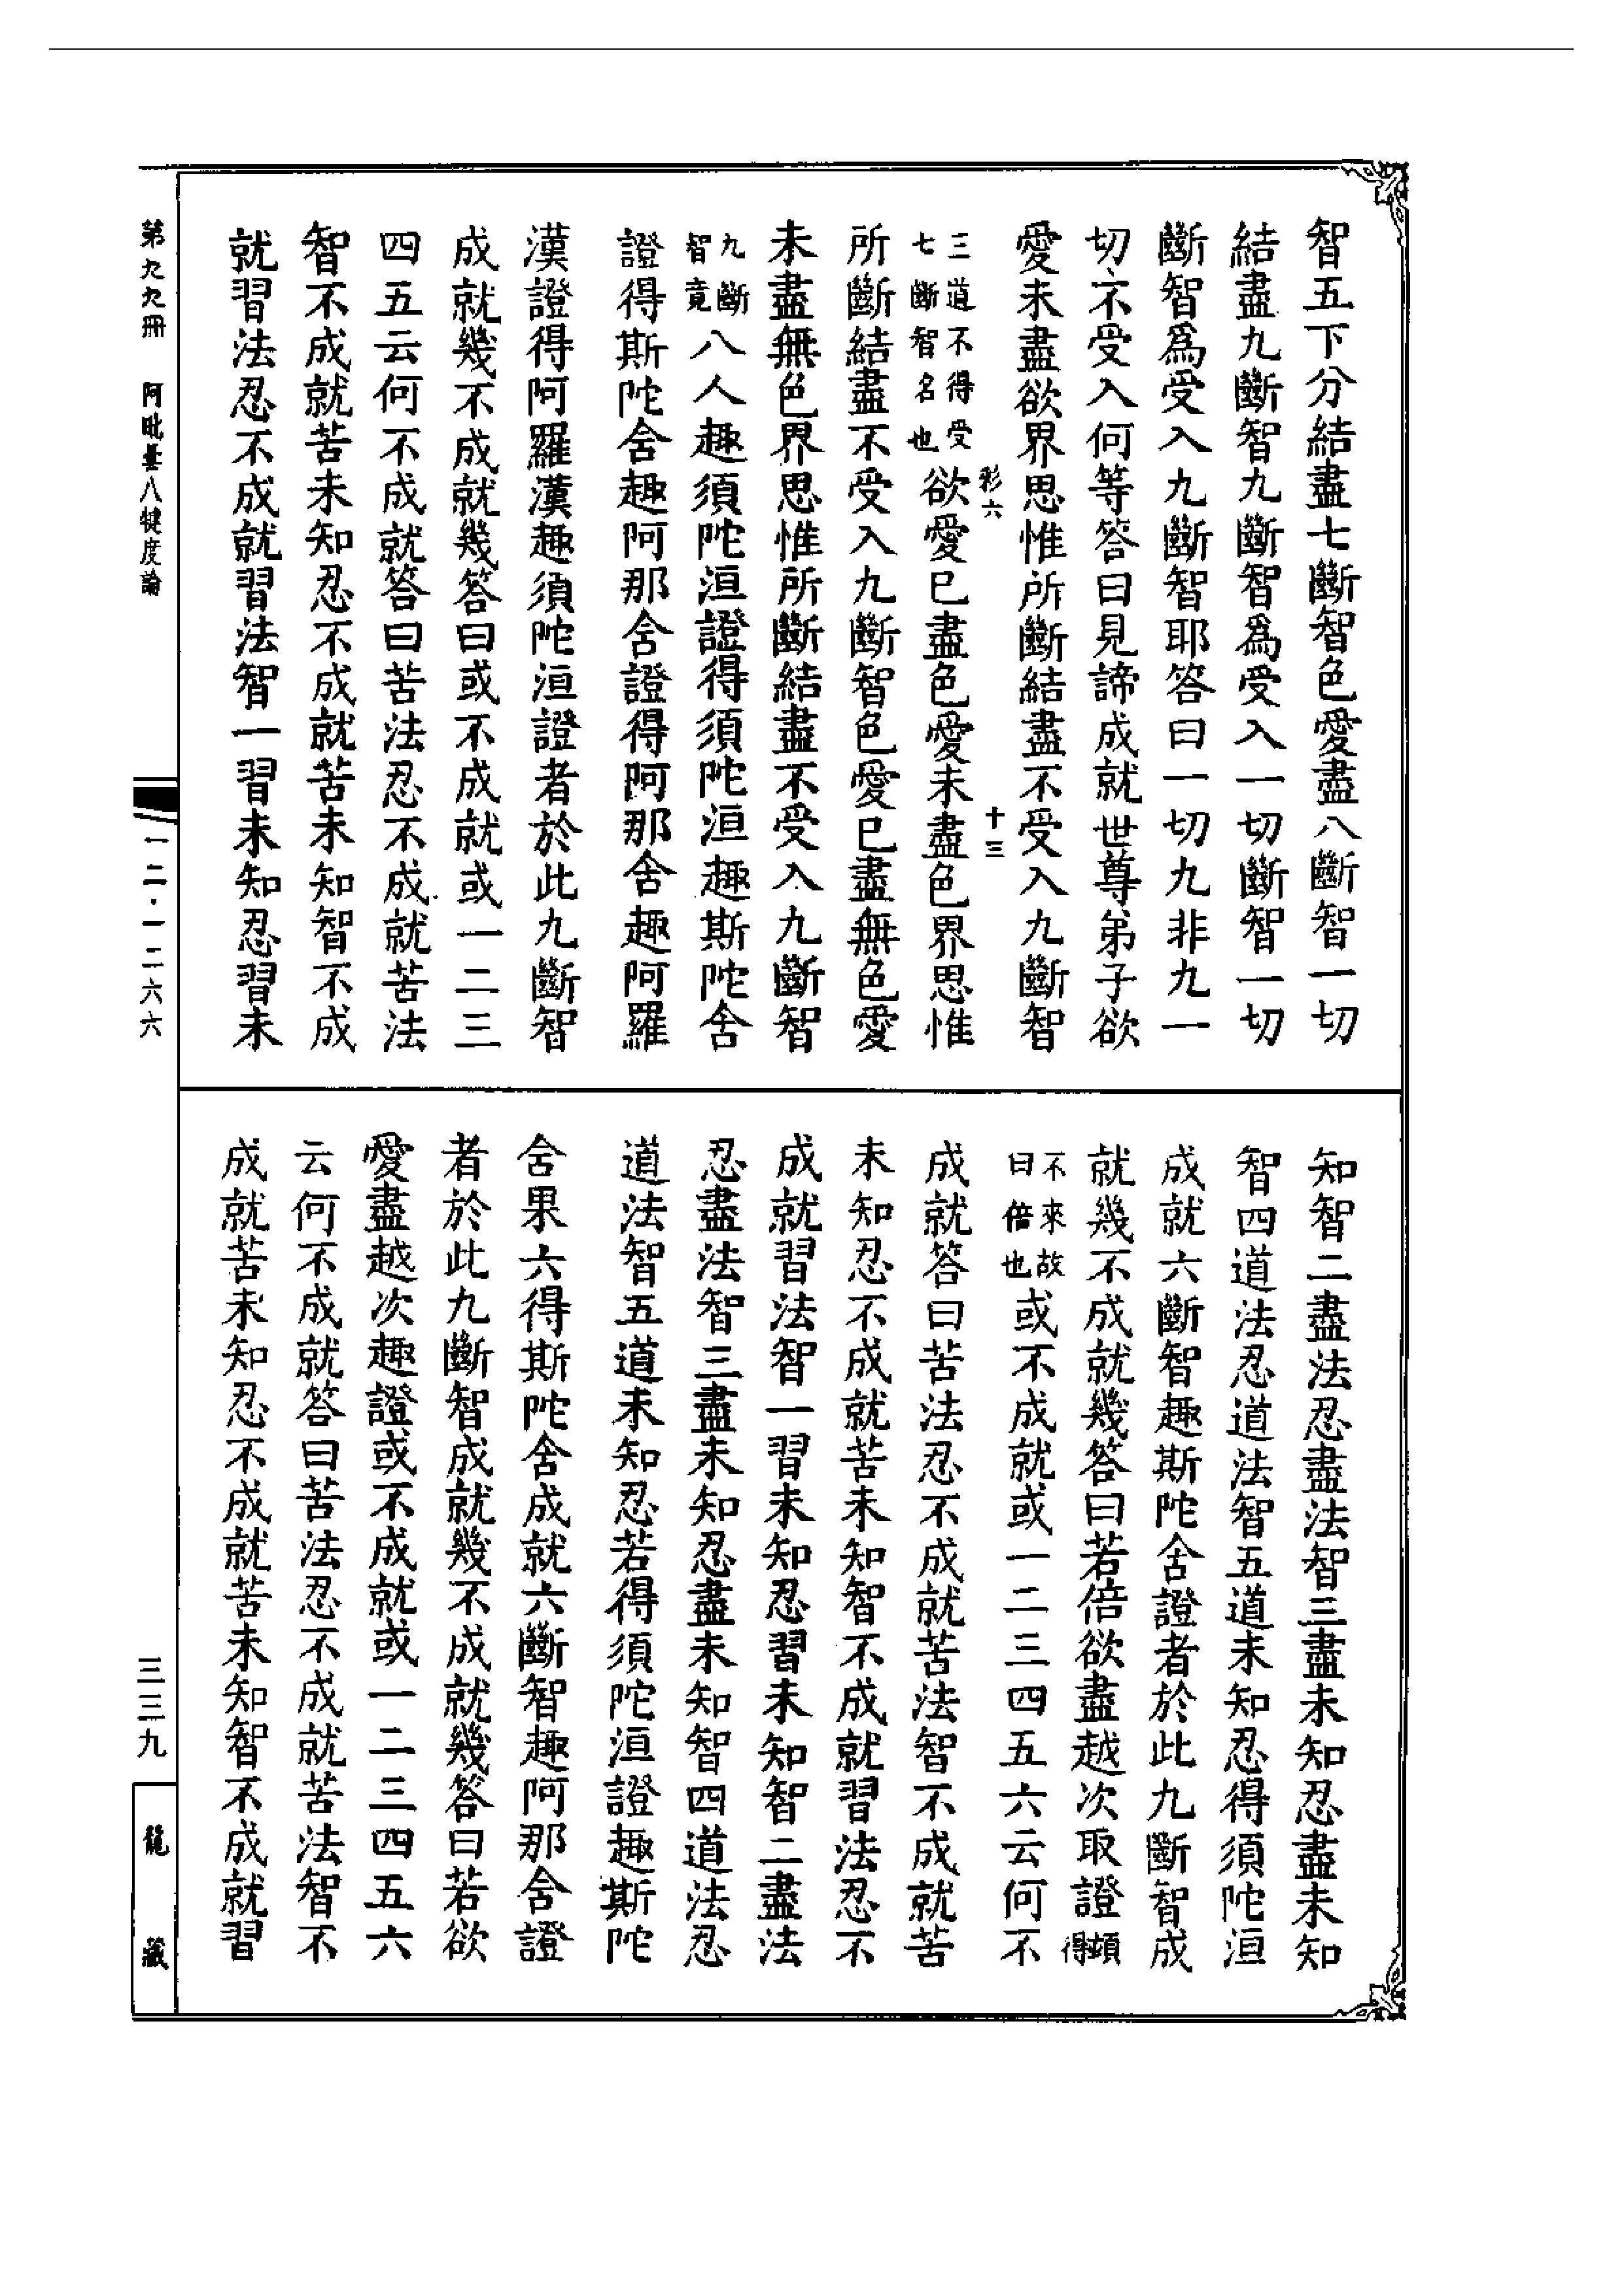 智五下分結盡七斷智色愛盡八斷智一切
結盡九斷智九斷智為受入一切斷智一切
斷智為受入九斷智耶答曰一切九非九一
切不受入何等答曰見諦成就世尊弟子欲
愛未盡欲界思惟所斷結盡不受入九斷智
彩六
十三
三道不得受
七斷智名也
欲愛已盡色愛未盡色界思惟
所斷結盡不受入九斷智色愛已盡無色愛
未盡無色界思惟所斷結盡不受入九斷智
九斷
智竟
八人趣須陀洹證得須陀洹趣斯陀含
證得斯陀含趣阿那含證得阿那含趣阿羅
漢證得阿羅漢趣須陀洹證者於此九斷智
成就幾不成就幾答曰或不成就或一二三
四五云何不成就答曰苦法忍不成就苦法
智不成就苦未知忍不成就苦未知智不成
就習法忍不成就習法智一習未知忍習未
知智二盡法忍盡法智三盡未知忍盡未知
智四道法忍道法智五道未知忍得須陀洹
成就六斷智趣斯陀含證者於此九斷智成
就幾不成就幾答曰若倍欲盡越次取證
得頻
不來故
曰倍也
或不成就或一二三四五六云何不
成就答曰苦法忍不成就苦法智不成就苦
未知忍不成就苦未知智不成就習法忍不
成就習法智一習未知忍習未知智二盡法
忍盡法智三盡未知忍盡未知智四道法忍
道法智五道未知忍若得須陀洹證趣斯陀
含果六得斯陀含成就六斷智趣阿那含證
者於此九斷智成就幾不成就幾答曰若欲
愛盡越次趣證或不成就或一二三四五六
云何不成就答曰苦法忍不成就苦法智不
成就苦未知忍不成就苦未知智不成就習
第九九冊 阿毗曇八犍度論
一二·一二六六
三三九
龍藏